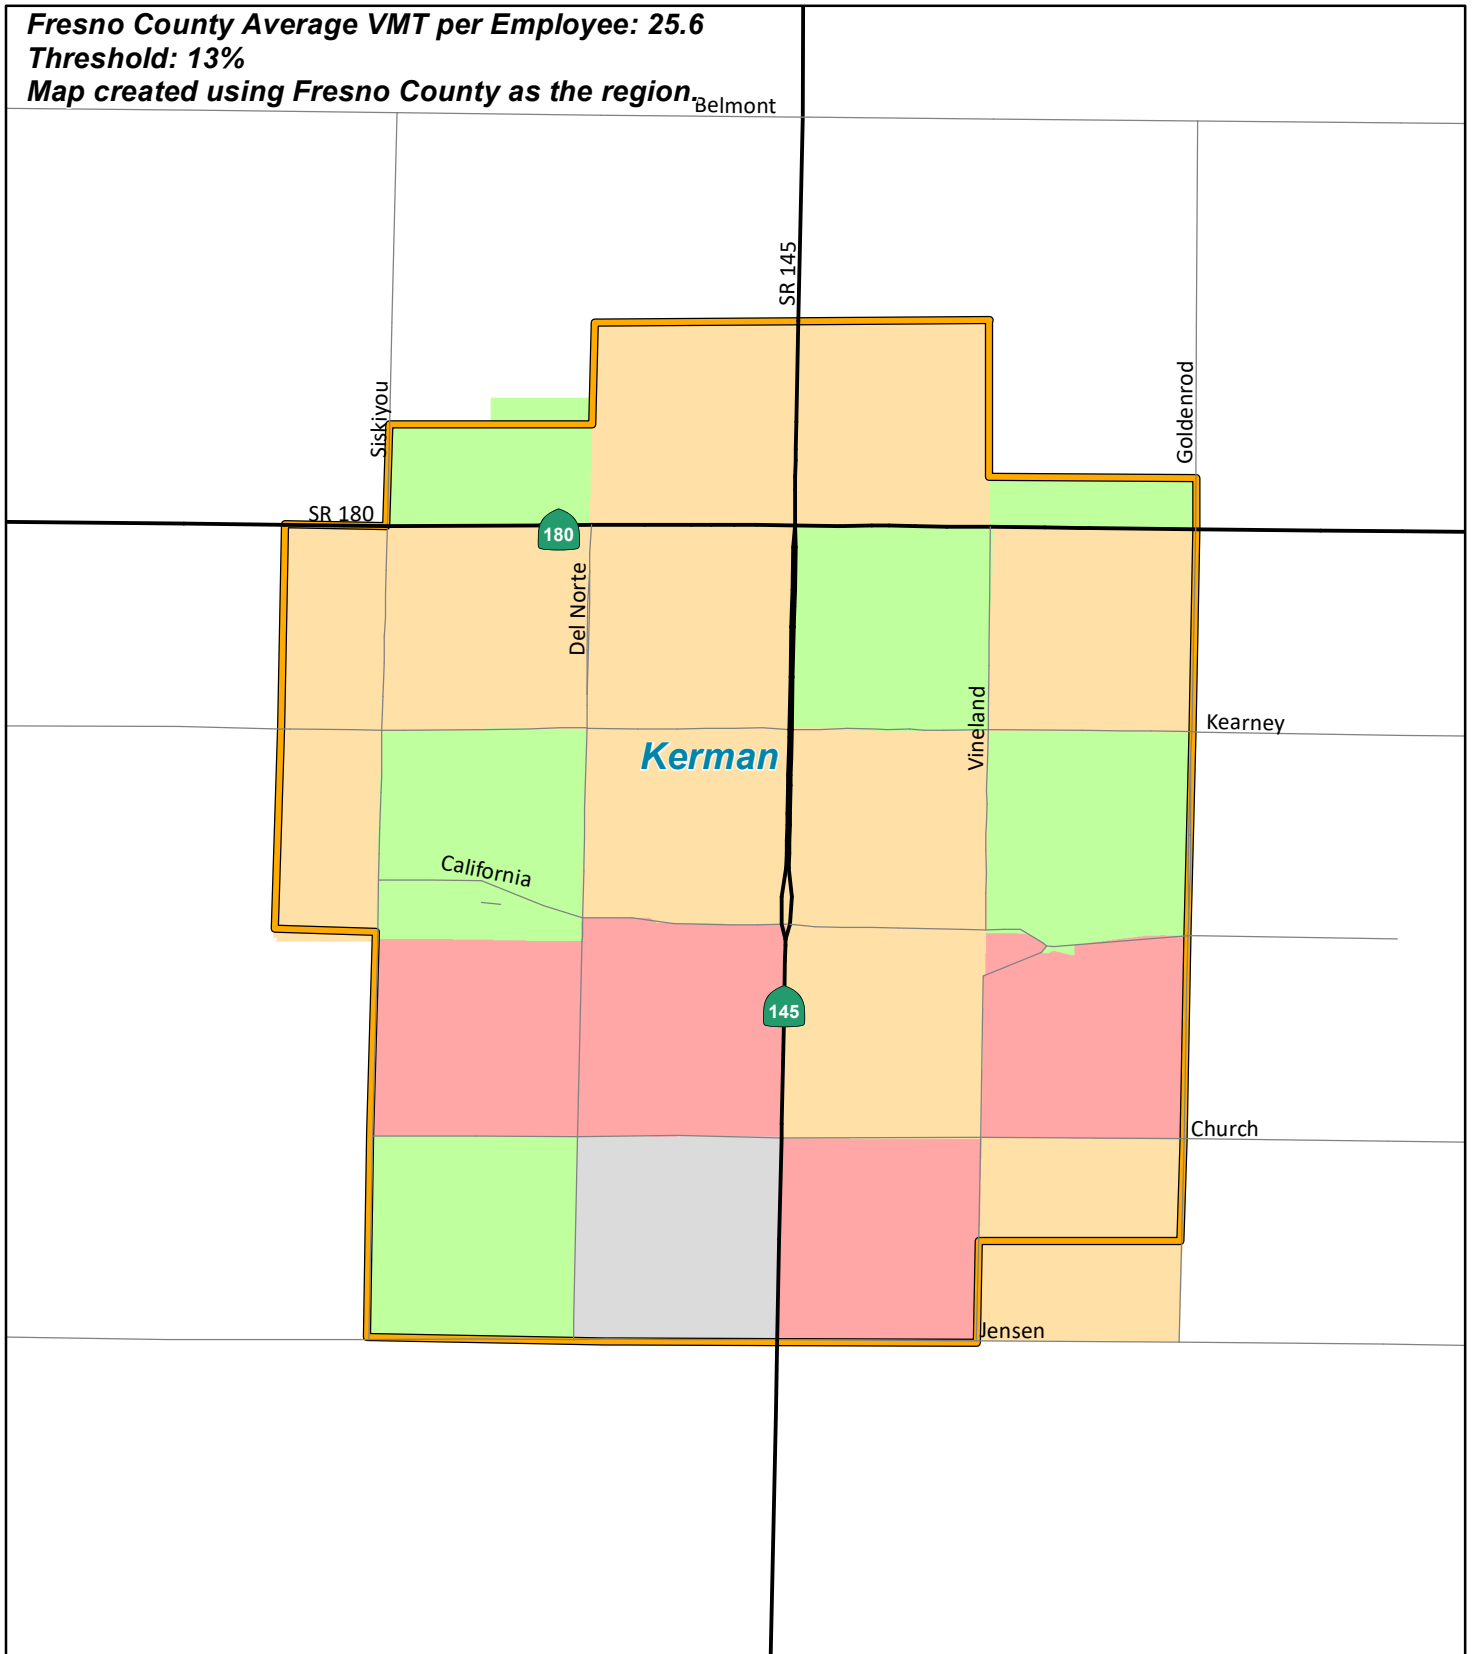 Fresno County Average VMT per Employee: 25.6
Threshold: 13%
Map created using Fresno County as the region.
Belmont
SR 145
Siskiyou
Goldenrod
SR 180
180
Del Norte
Vineland
Kearney
Kerman
California
145
Church
Jensen